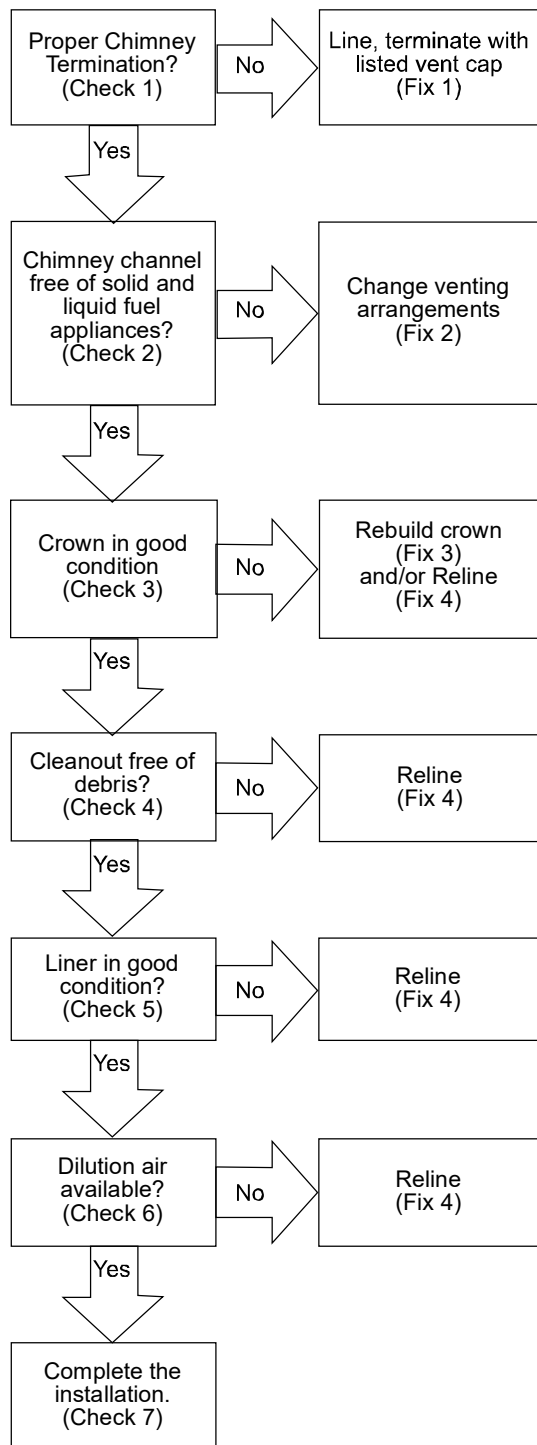 Proper Chimney
Termination?
(Check 1)
No
Line, terminate with
listed vent cap
(Fix 1)
Yes
Chimney channel
free of solid and
liquid fuel
appliances?
(Check 2)
No
Change venting
arrangements
(Fix 2)
Yes
Crown in good
condition
(Check 3)
No
Rebuild crown
(Fix 3)
and/or Reline
(Fix 4)
Yes
Cleanout free of
debris?
(Check 4)
No
Reline
(Fix 4)
Yes
Liner in good
condition?
(Check 5)
No
Reline
(Fix 4)
Yes
Dilution air
available?
(Check 6)
No
Reline
(Fix 4)
Yes
Complete the
installation.
(Check 7)